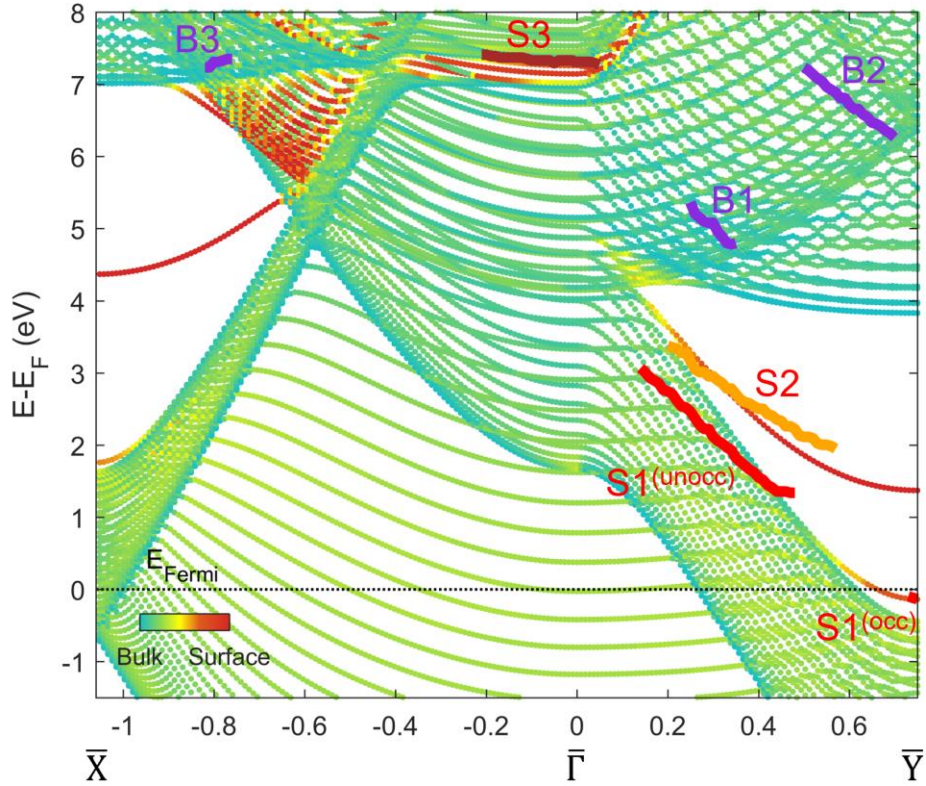 8
7
6
5
4
3
2
1
0
-1
E-E_F (eV)
B3
S3
B2
B1
S2
S1(unocc)
E_Fermi
S1(occ)
Bulk Surface
-1 -0.8 -0.6 -0.4 -0.2 0 0.2 0.4 0.6
X̅ Γ̅ Y̅